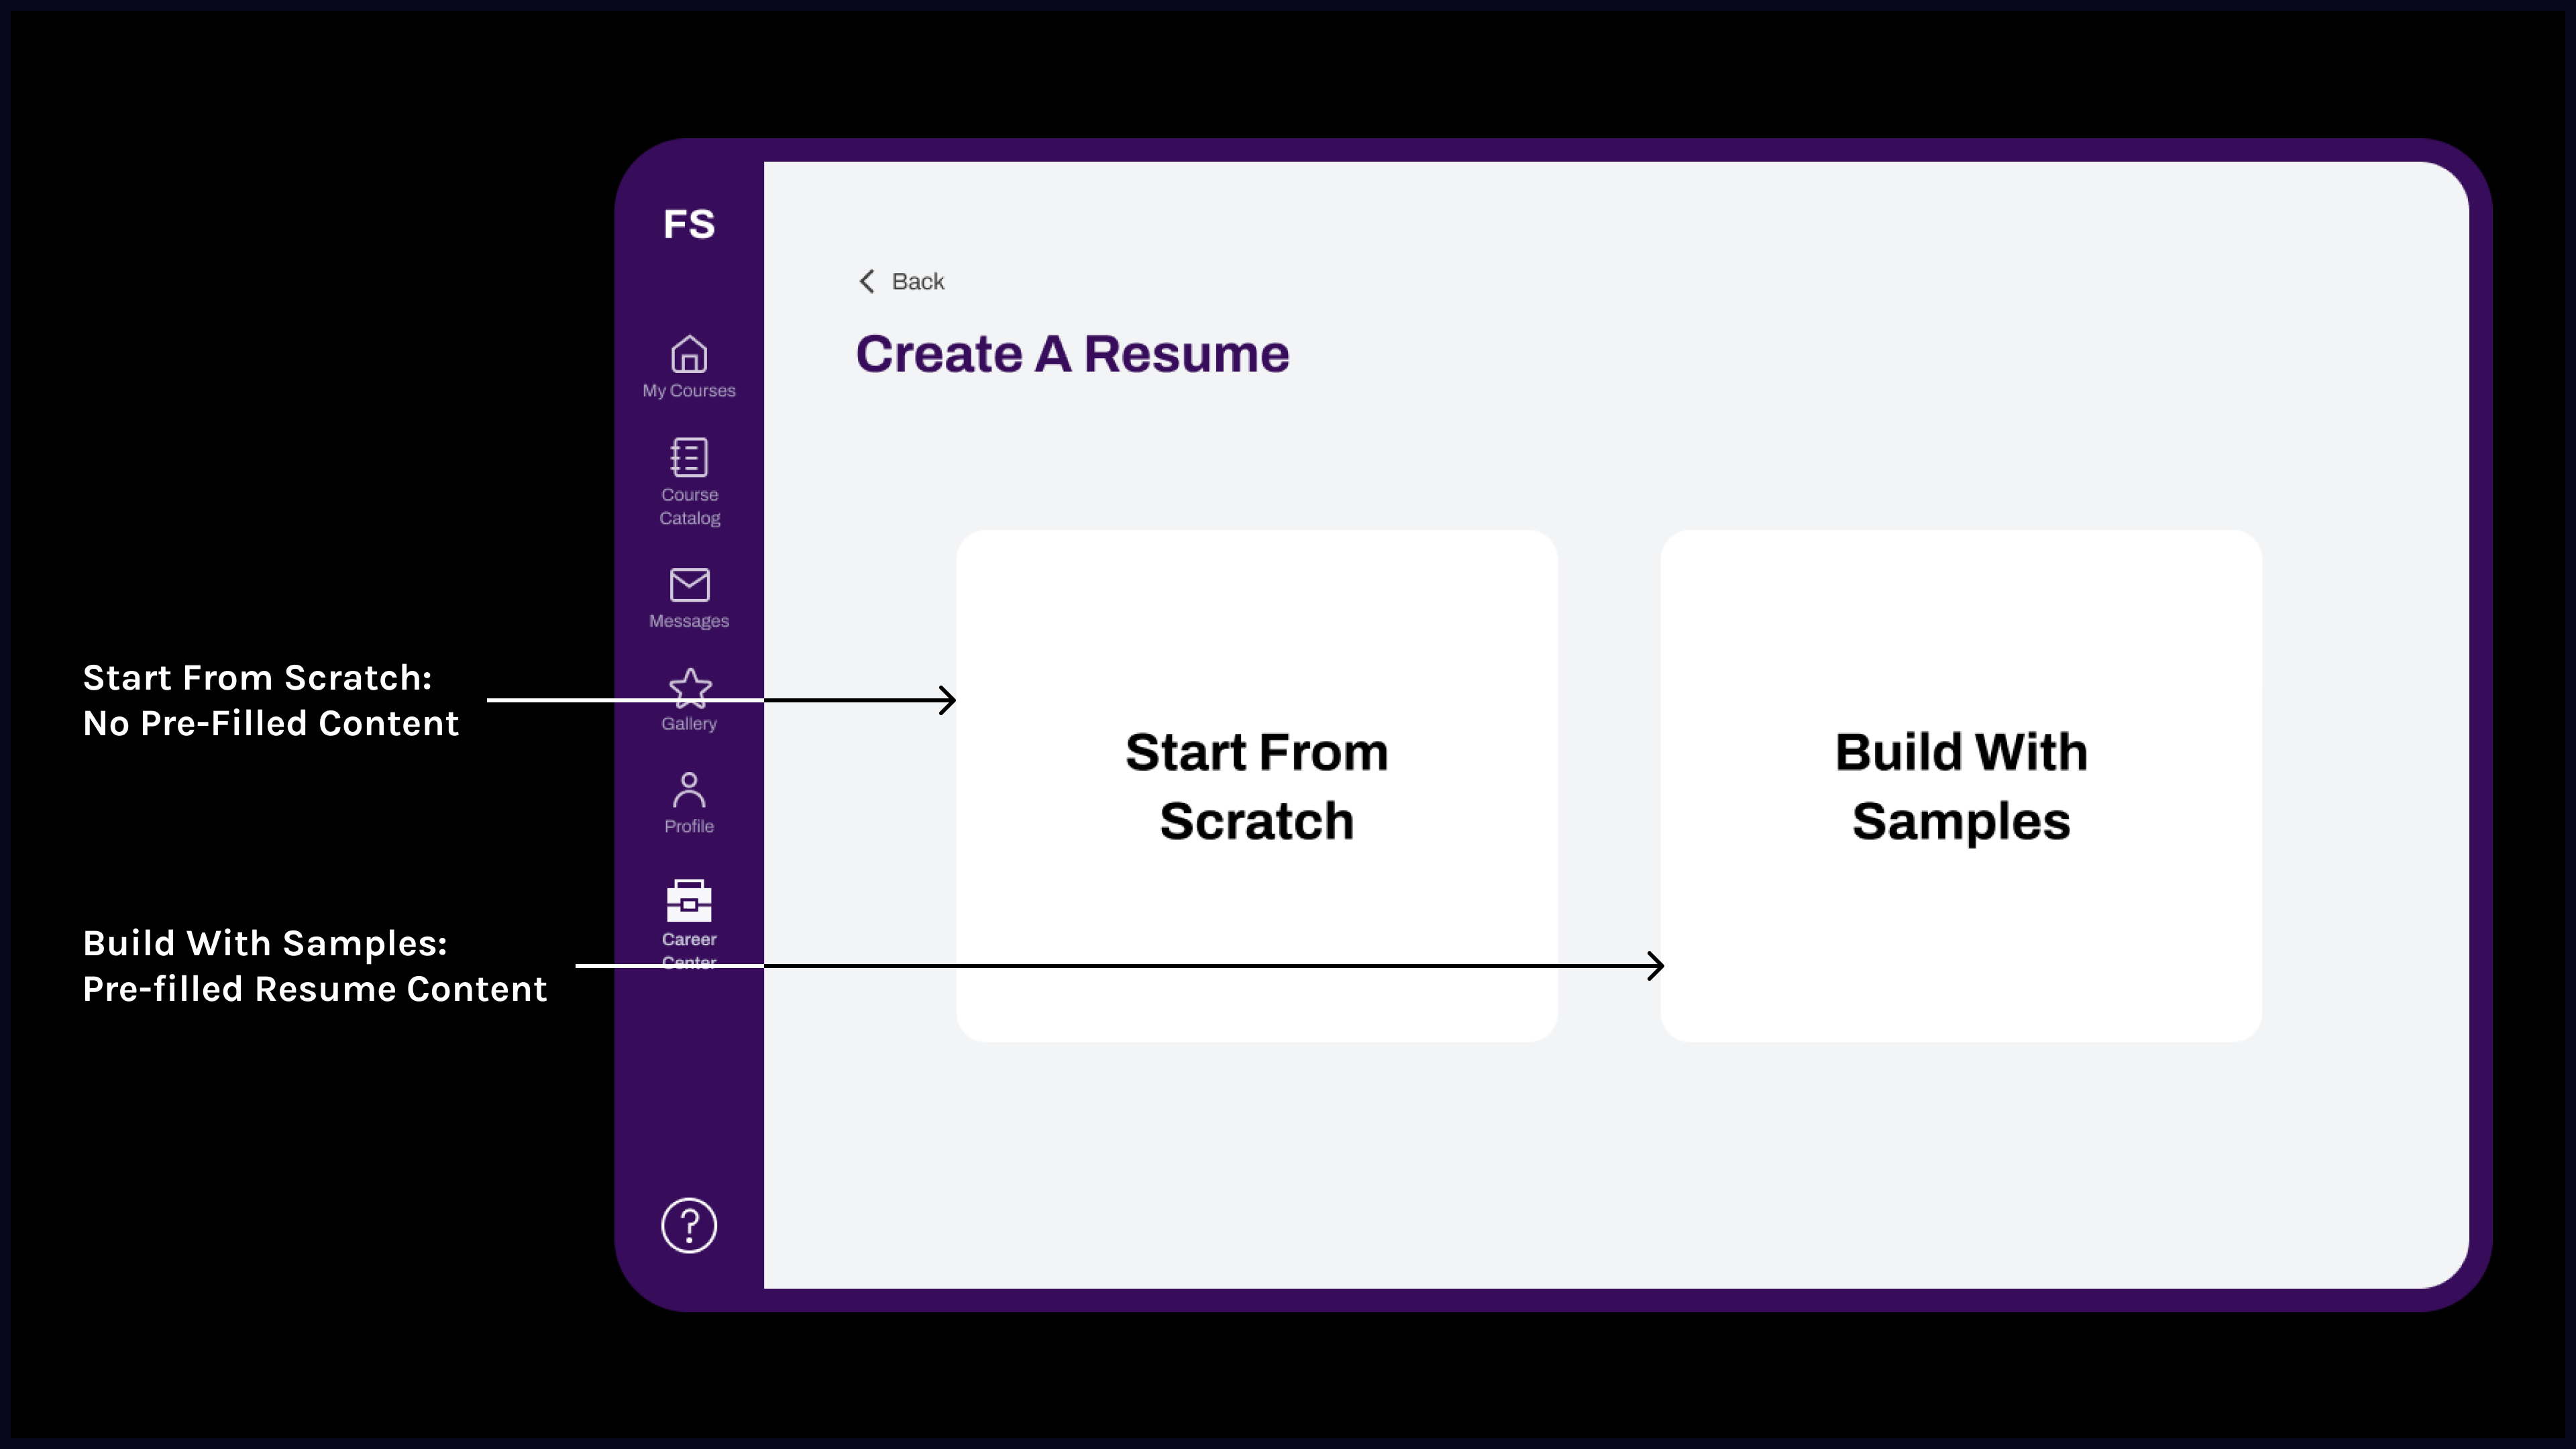 FS
My Courses
Course
Catalog
Messages
Gallery
Profile
Career
Center
?
Back
Create A Resume
Start From
Scratch
Build With
Samples
Start From Scratch:
No Pre-Filled Content
Build With Samples:
Pre-filled Resume Content